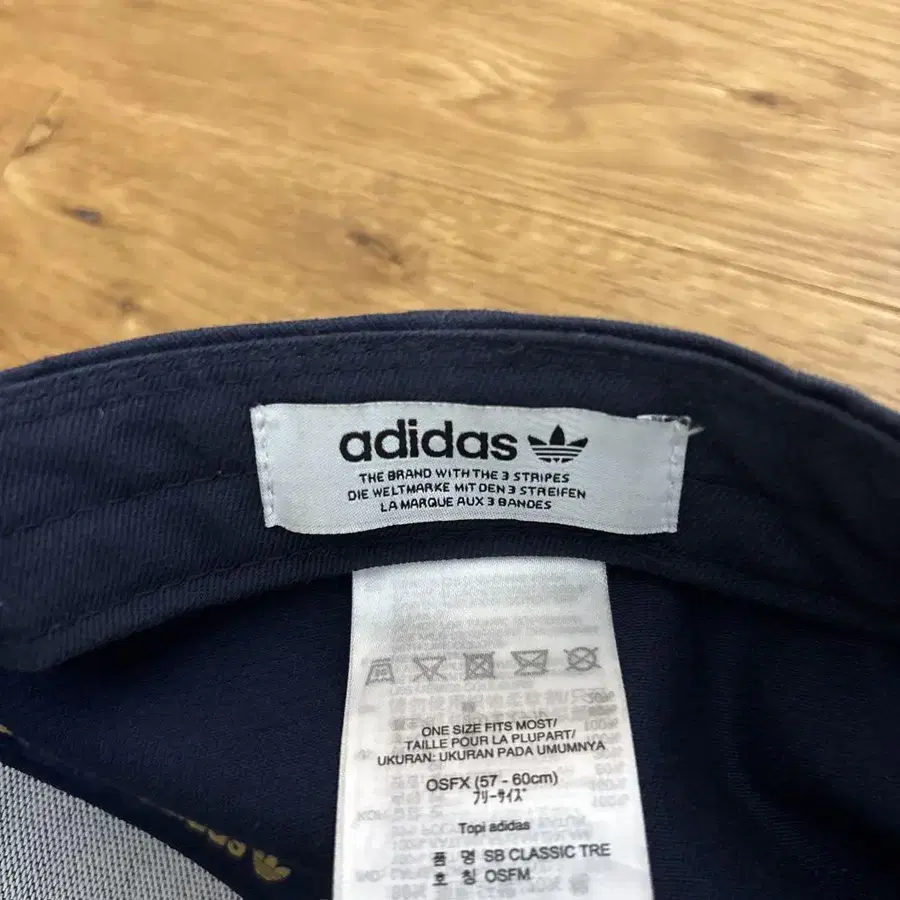 adidas
THE BRAND WITH THE 3 STRIPES
DIE WELTMARKE MIT DEN 3 STREIFEN
LA MARQUE AUX 3 BANDES
ONE SIZE FITS MOST/
TAILLE POUR LA PLUPART/
UKURAN: UKURAN PADA UMUMNYA
OSFX (57 - 60cm)
フリーサイズ
Topi adidas
품 명 SB CLASSIC TRE
호 칭 OSFM